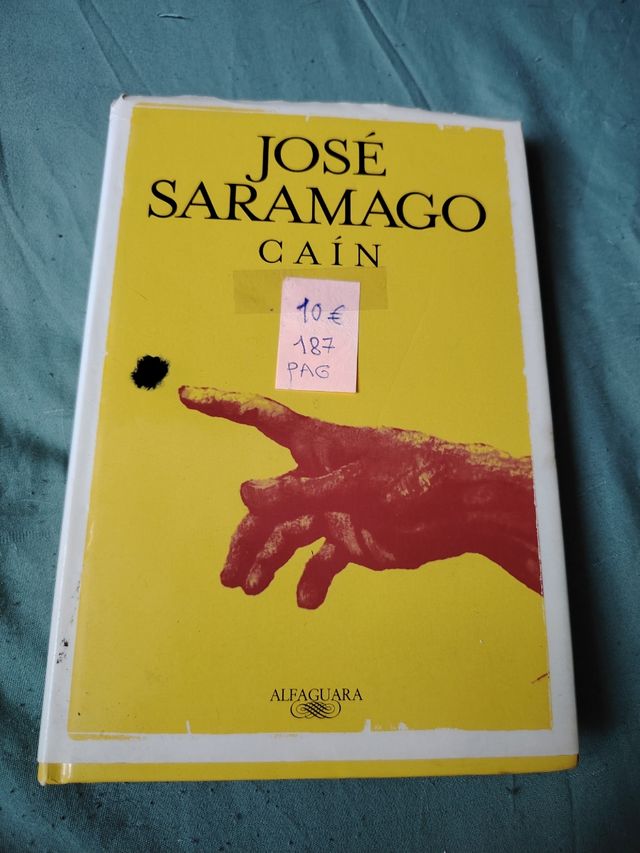 JOSÉ
SARAMAGO
CAÍN
10 €
187
PAG
ALFAGUARA